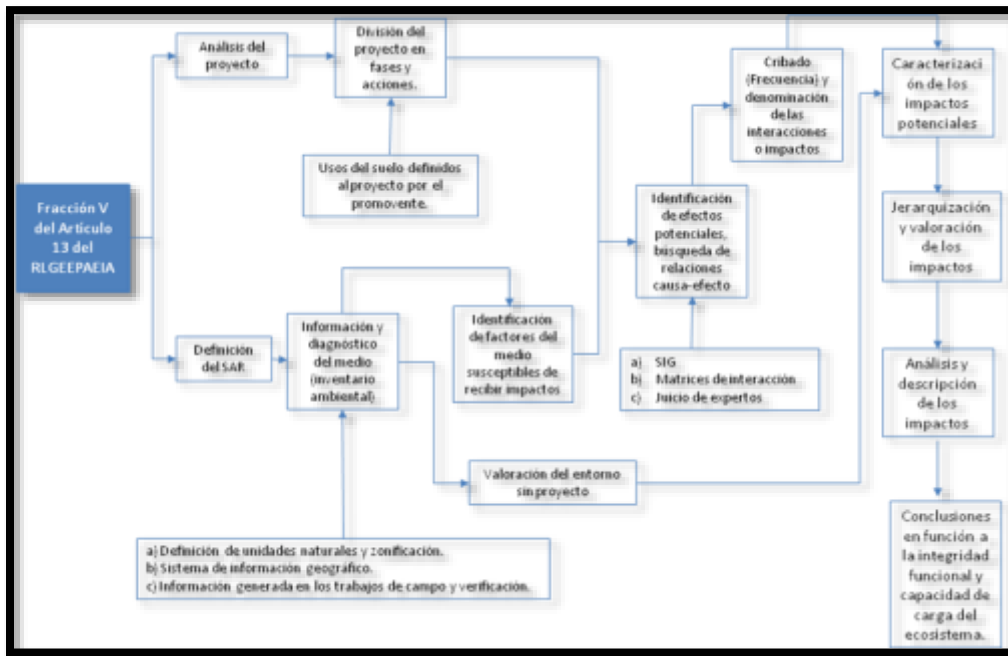 Fracción V
del Artículo
13 del
RLGEEPAEIA
Análisis del
proyecto
División del
proyecto en
fases y
acciones.
Usos del suelo definidos
al proyecto por el
promovente.
Definición
del SAR
Información y
diagnóstico
del medio
(inventario
ambiental)
Identificación
de factores del
medio
susceptibles de
recibir impactos
a) Definición de unidades naturales y zonificación.
b) Sistema de información geográfico.
c) Información generada en los trabajos de campo y verificación.
Valoración del entorno
sin proyecto
Identificación
de efectos
potenciales,
búsqueda de
relaciones
causa-efecto
a) SIG
b) Matrices de interacción
c) Juicio de expertos
Cribado
(Frecuencia) y
denominación
de las
interacciones
o impactos
Caracterizaci
ón de los
impactos
potenciales
Jerarquización
y valoración
de los
impactos
Análisis y
descripción
de los
impactos
Conclusiones
en función a
la integridad
funcional y
capacidad de
carga del
ecosistema.